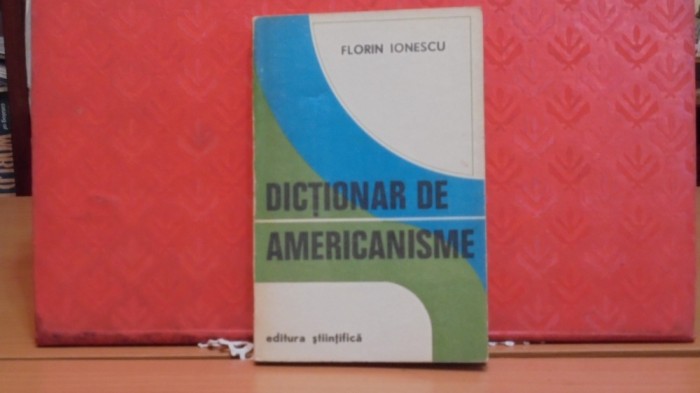 FLORIN IONESCU
DICȚIONAR DE
AMERICANISME
editura științifică